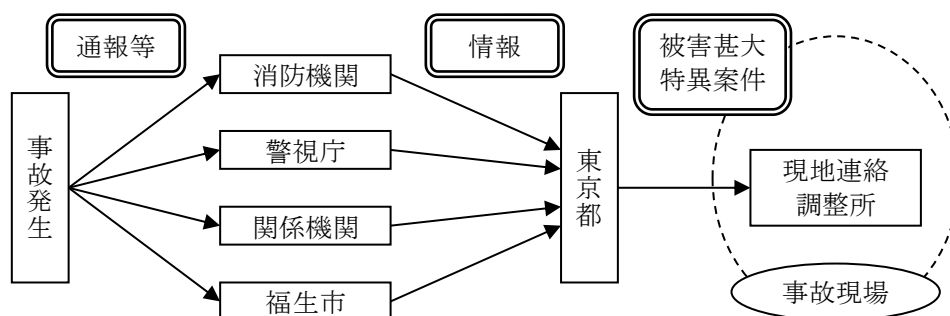 通報等
情報
被害甚大
特異案件
事故発生
消防機関
警視庁
関係機関
福生市
東京都
現地連絡
調整所
事故現場